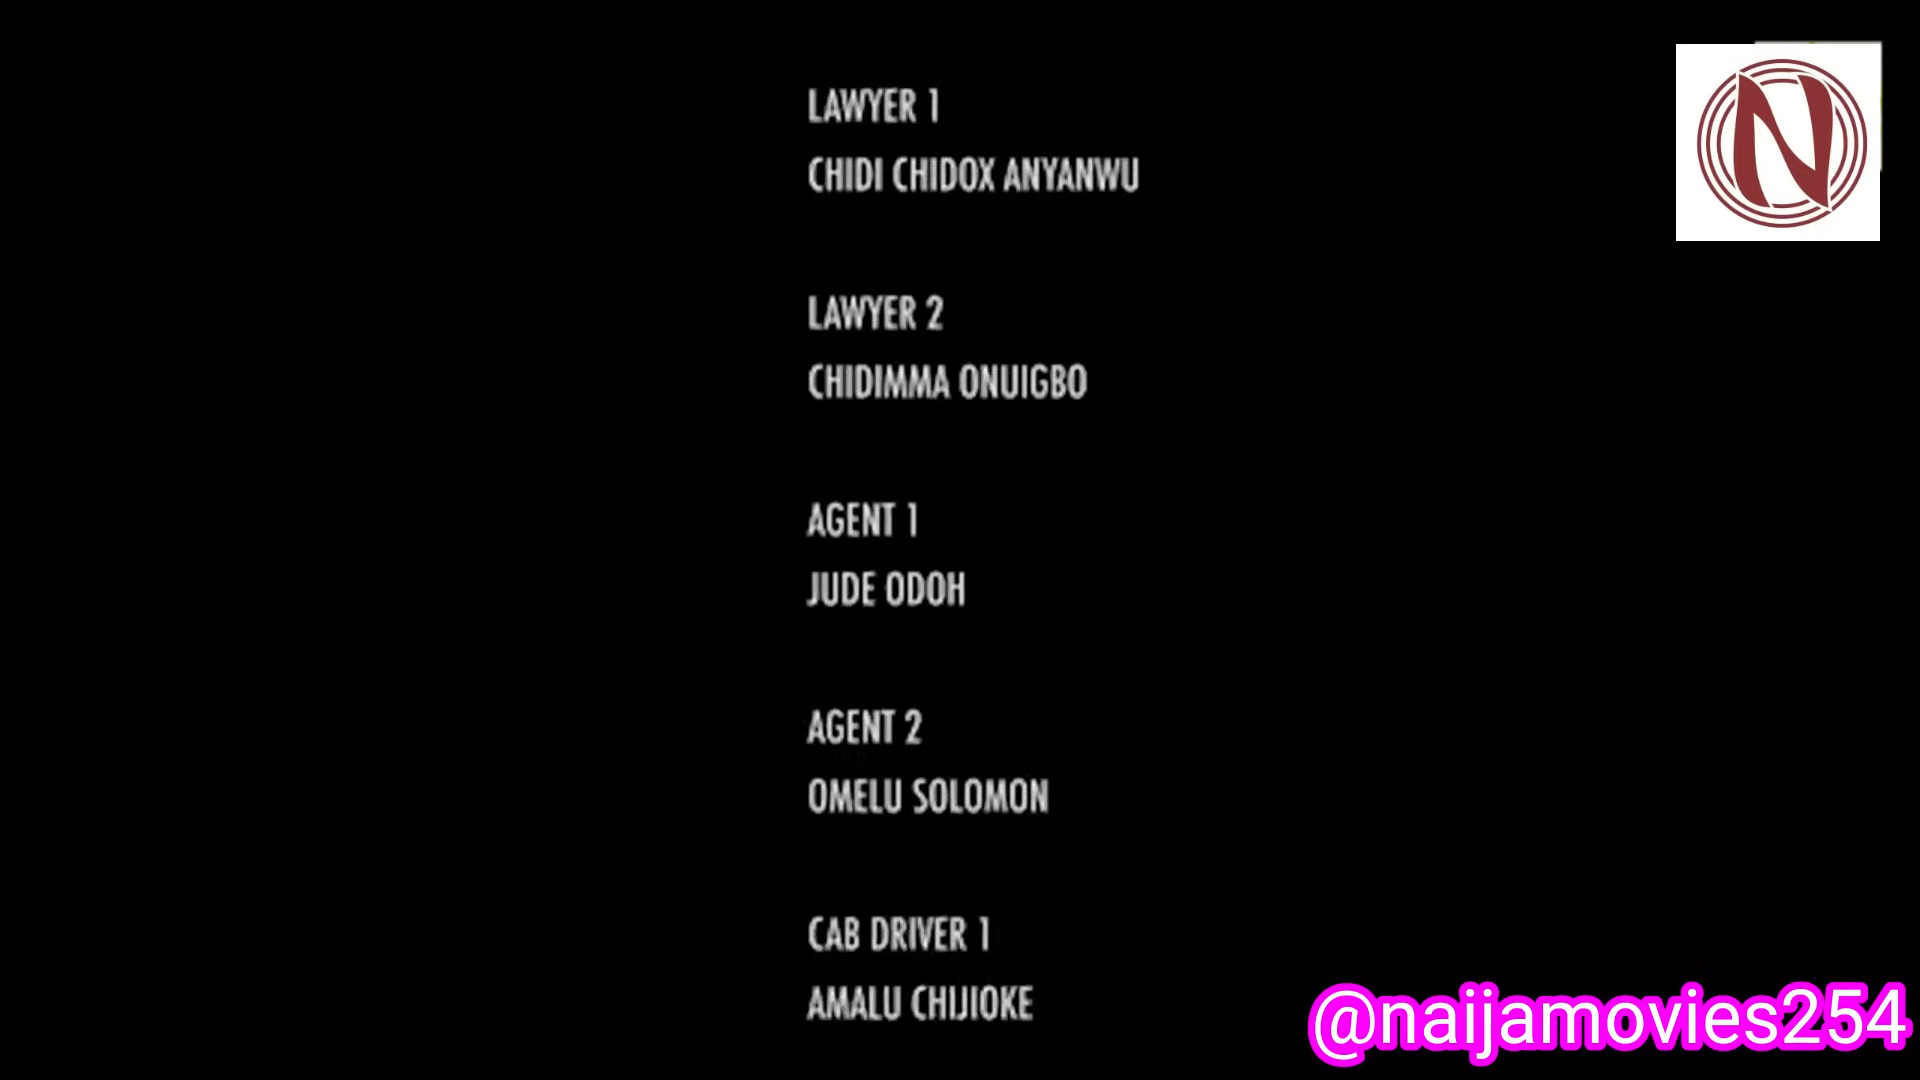 LAWYER 1
CHIDI CHIDOX ANYANWU
LAWYER 2
CHIDIMMA ONUIGBO
AGENT 1
JUDE ODOH
AGENT 2
OMELU SOLOMON
CAB DRIVER 1
AMALU CHIJIOKE
N
@naijamovies254